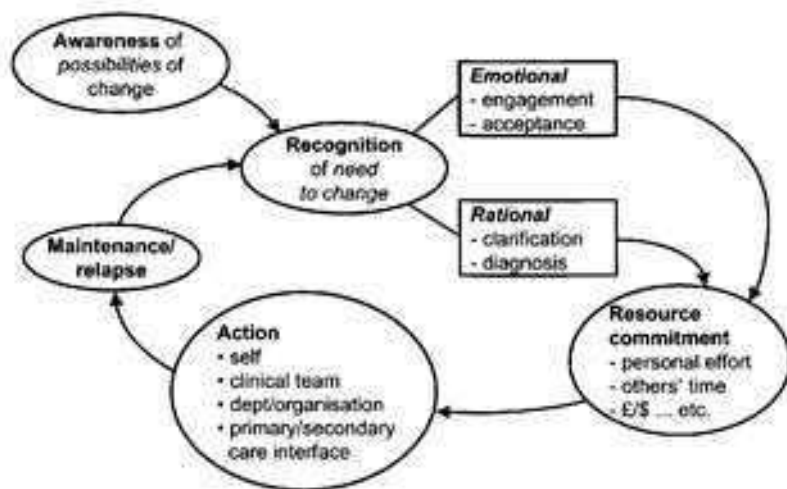 Awareness of
possibilities of
change
Recognition
of need
to change
Emotional
- engagement
- acceptance
Rational
- clarification
- diagnosis
Resource
commitment
- personal effort
- others' time
- £/$ ... etc.
Action
• self
• clinical team
• dept/organisation
• primary/secondary
care interface
Maintenance/
relapse